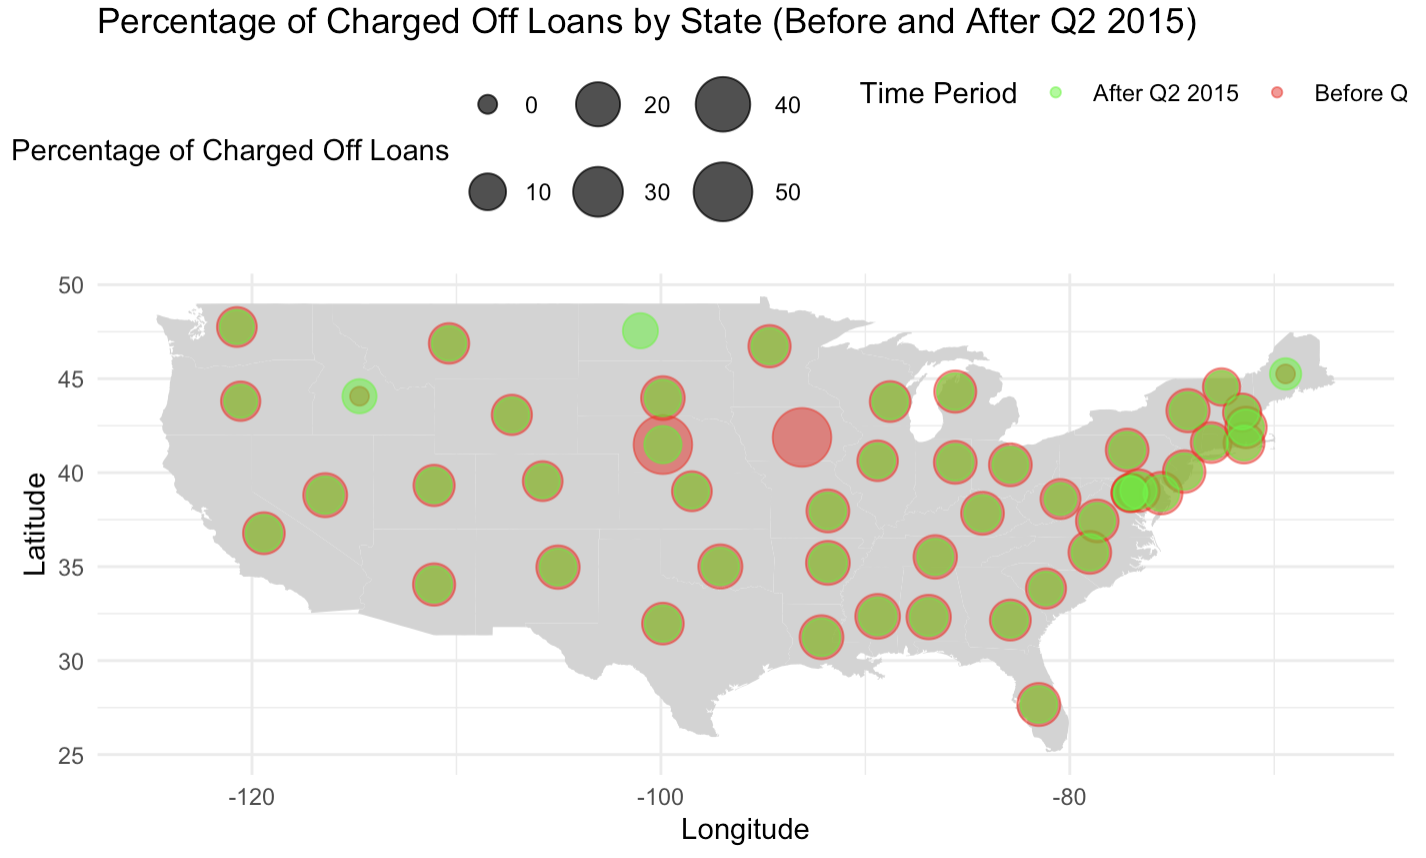 Percentage of Charged Off Loans by State (Before and After Q2 2015)
0 20 40
Time Period After Q2 2015 Before Q
Percentage of Charged Off Loans
10 30 50
50
45
40
35
30
25
Latitude
-120 -100 -80
Longitude